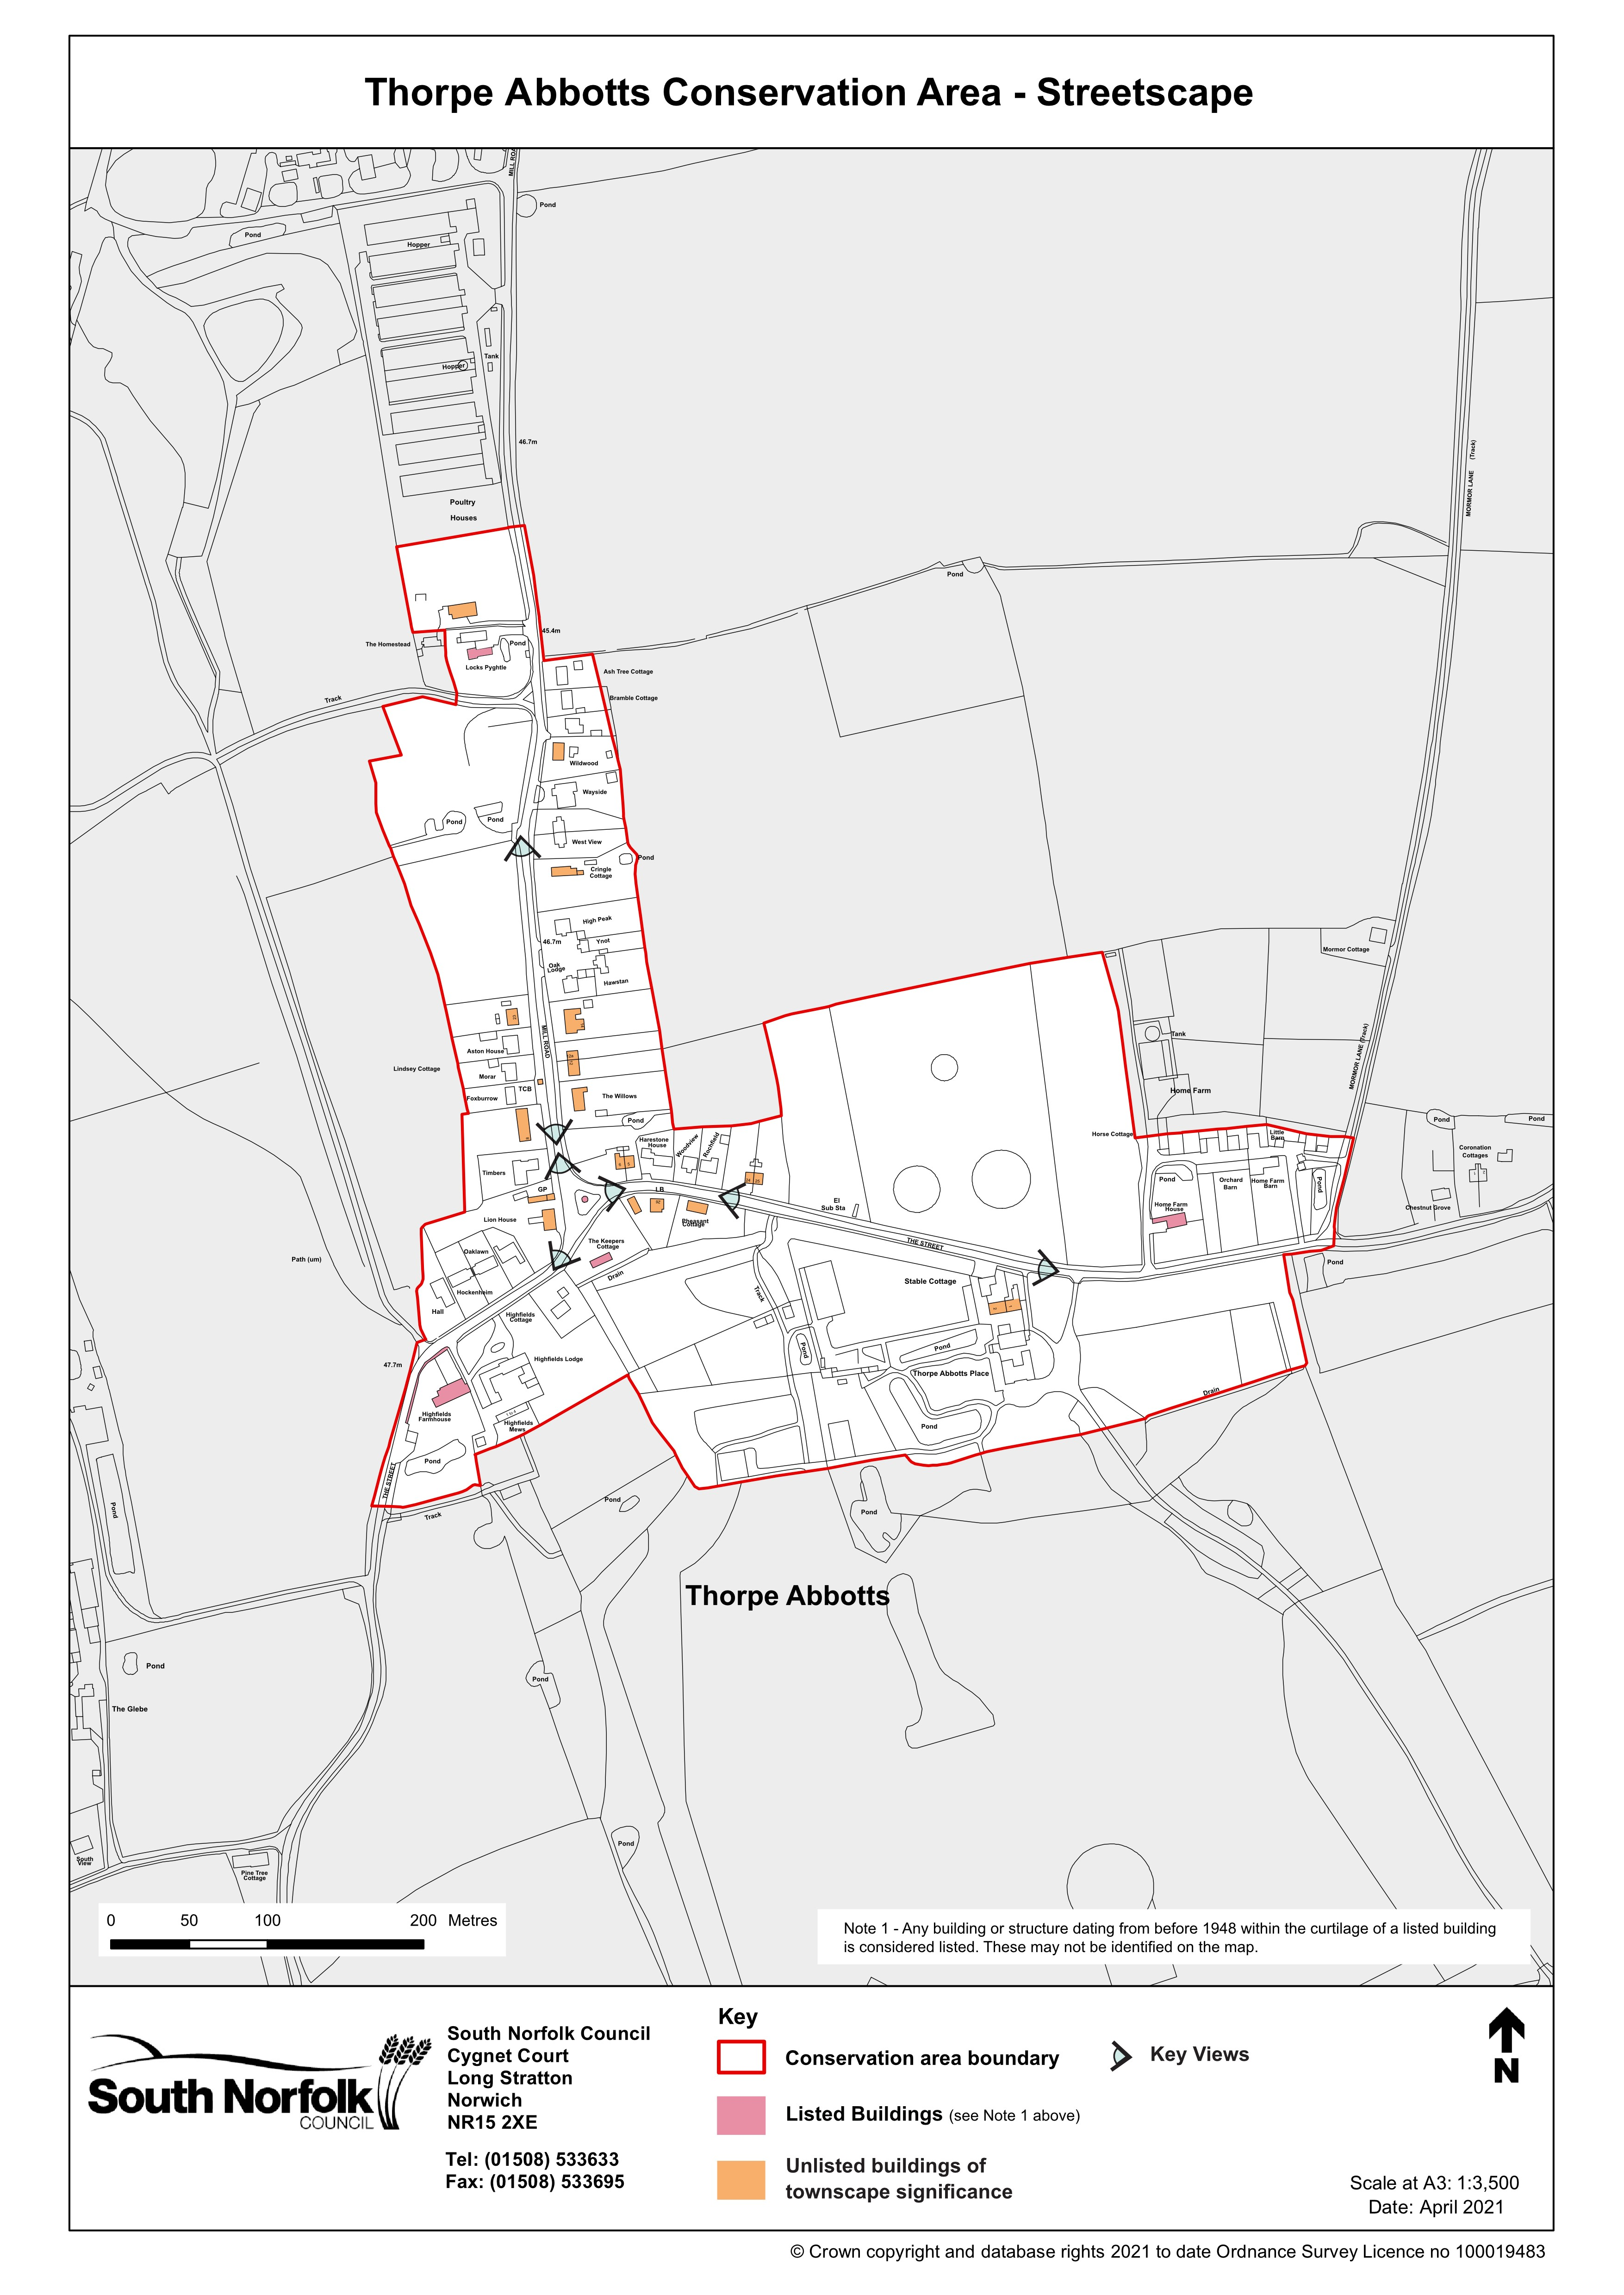 Thorpe Abbotts Conservation Area - Streetscape
MILL ROA
Pond
Pond
Hopper
Tank
Hopper
46.7m
MORMOR LANE (Track)
Poultry
Houses
Pond
45.4m
The Homestead
Pond
Locks Pyghtle
Ash Tree Cottage
Track
Bramble Cottage
Wildwood
Wayside
Pond
Pond
West View
Pond
Cringle
Cottage
High Peak
Ynot
46.7m
Oak
Lodge
Hawstan
Mormor Cottage
MILL ROAD
Aston House
Lindsey Cottage
Morar
TCB
Foxburrow
The Willows
Pond
Tank
Home Farm
MORMOR LANE (Track)
Horse Cottage
Little
Barn
Pond
Pond
Coronation
Cottages
Harestone
House
Woodview
Rochfield
Timbers
GP
LB
Lion House
Pheasant
Cottage
El
Sub Sta
Pond
Orchard
Barn
Home Farm
Barn
Pond
Home Farm
House
Chestnut Grove
The Keepers
Cottage
THE STREET
Oaklawn
Path (um)
Drain
Pond
Hockenheim
Stable Cottage
Track
Hall
Highfields
Cottage
47.7m
Highfields Lodge
Pond
Pond
Thorpe Abbotts Place
Drain
Highfields
Farmhouse
Highfields
Mews
Pond
Pond
THE STREET
Track
Pond
Pond
Pond
Thorpe Abbotts
Pond
The Glebe
Pond
Pond
South
View
Pine Tree
Cottage
0 50 100 200 Metres
Note 1 - Any building or structure dating from before 1948 within the curtilage of a listed building
is considered listed. These may not be identified on the map.
South Norfolk
COUNCIL
South Norfolk Council
Cygnet Court
Long Stratton
Norwich
NR15 2XE
Tel: (01508) 533633
Fax: (01508) 533695
Key
Conservation area boundary
Key Views
Listed Buildings (see Note 1 above)
Unlisted buildings of
townscape significance
N
Scale at A3: 1:3,500
Date: April 2021
© Crown copyright and database rights 2021 to date Ordnance Survey Licence no 100019483